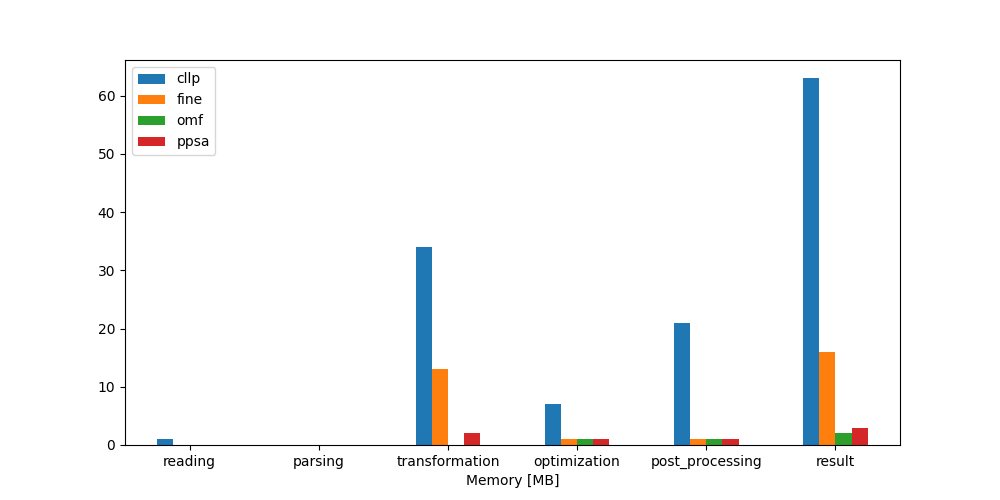 cllp
fine
omf
ppsa
60
50
40
30
20
10
0
reading parsing transformation optimization post_processing result
Memory [MB]